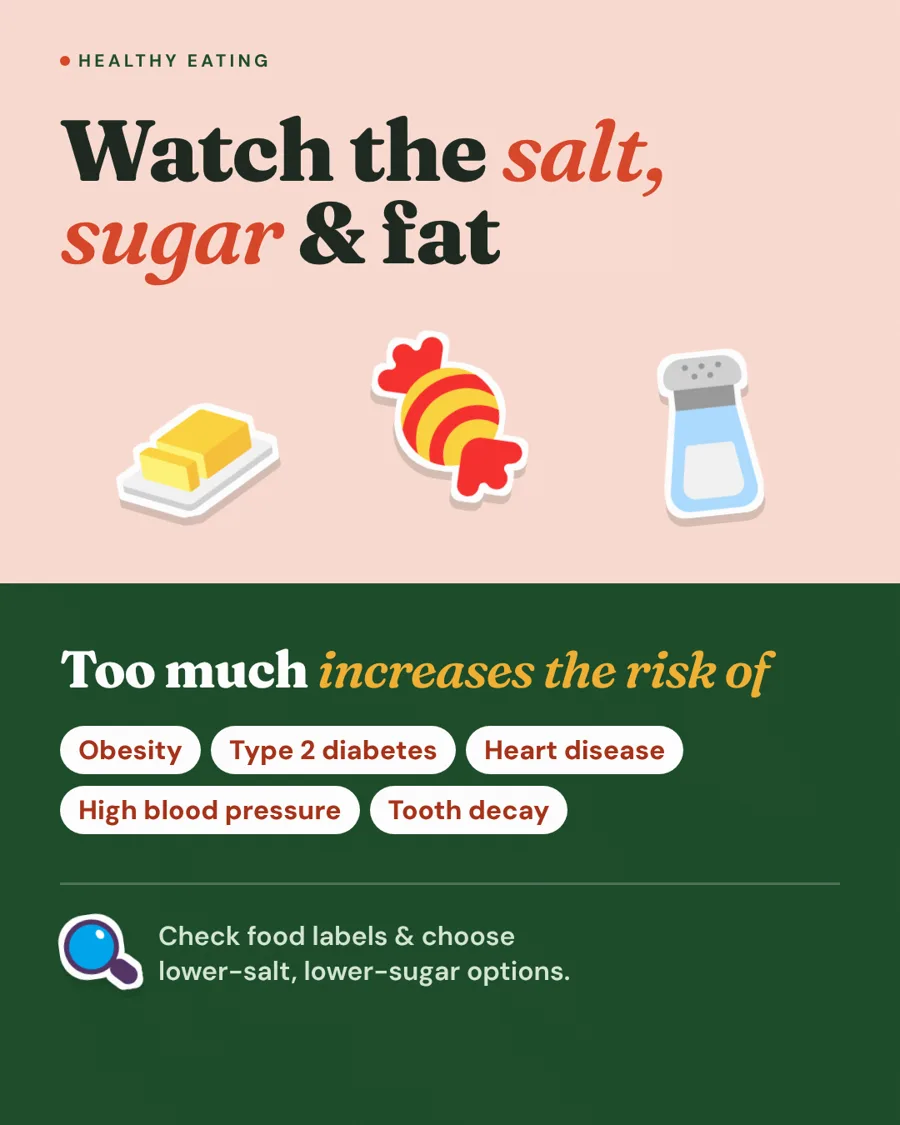 HEALTHY EATING
Watch the salt,
sugar & fat
Too much increases the risk of
Obesity Type 2 diabetes Heart disease
High blood pressure Tooth decay
Check food labels & choose
lower-salt, lower-sugar options.